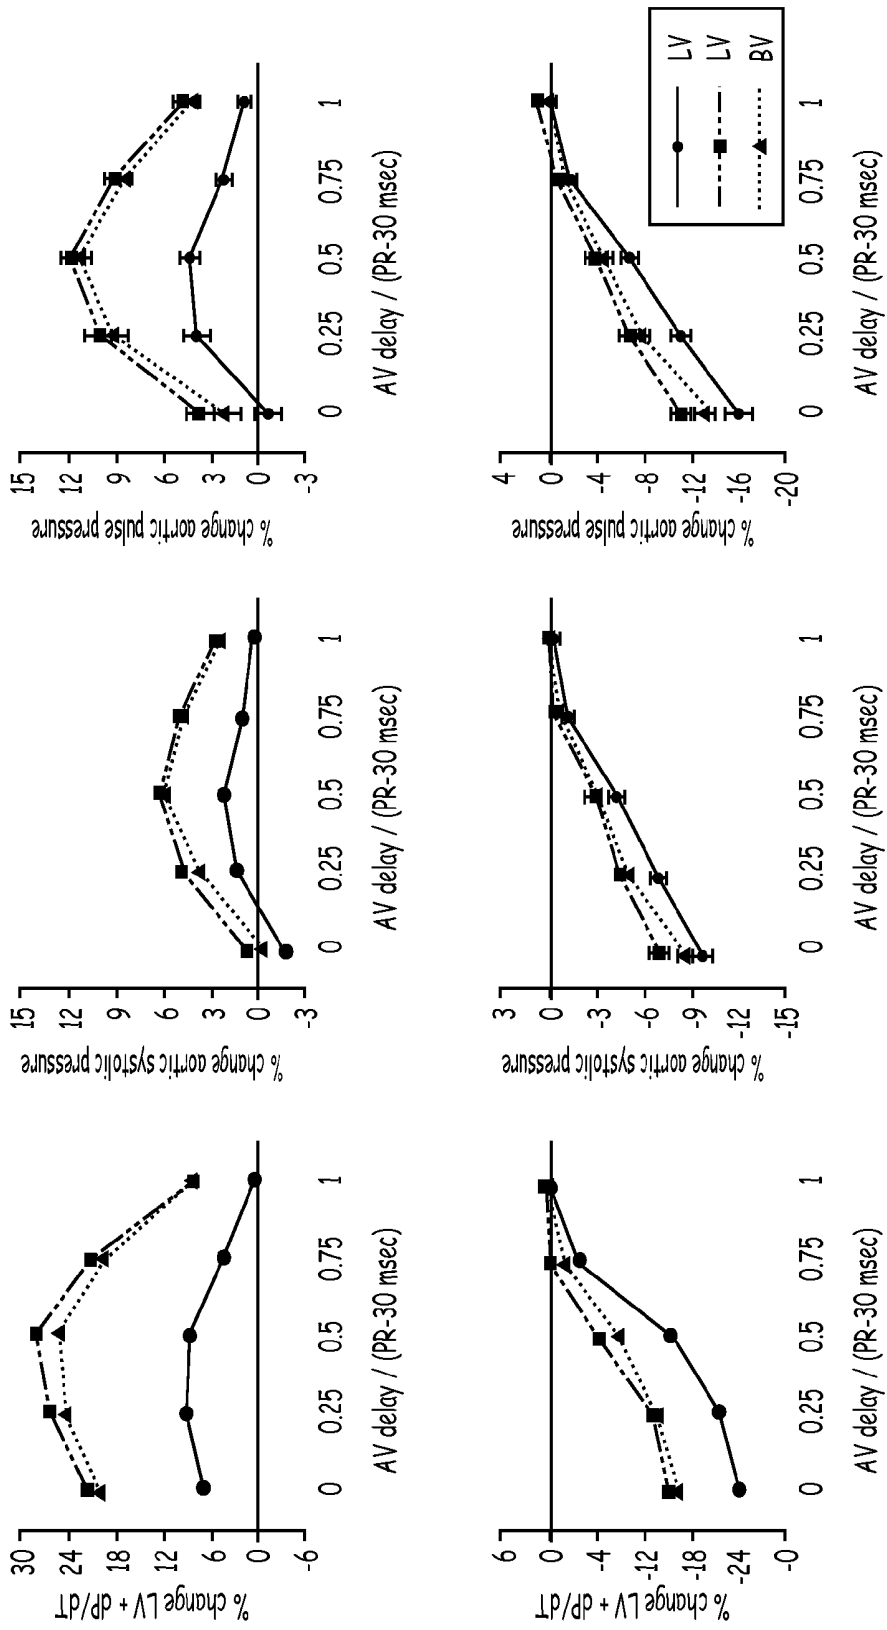 % change LV + dP/dT
30
24
18
12
6
0
-6
0 0.25 0.5 0.75 1
AV delay / (PR-30 msec)
% change aortic systolic pressure
15
12
9
6
3
0
-3
0 0.25 0.5 0.75 1
AV delay / (PR-30 msec)
% change aortic pulse pressure
15
12
9
6
3
0
-3
0 0.25 0.5 0.75 1
AV delay / (PR-30 msec)
% change LV + dP/dT
6
0
-4
-12
-18
-24
-0
0 0.25 0.5 0.75 1
AV delay / (PR-30 msec)
% change aortic systolic pressure
3
0
-3
-6
-9
-12
-15
0 0.25 0.5 0.75 1
AV delay / (PR-30 msec)
% change aortic pulse pressure
4
0
-4
-8
-12
-16
-20
0 0.25 0.5 0.75 1
AV delay / (PR-30 msec)
LV
LV
BV